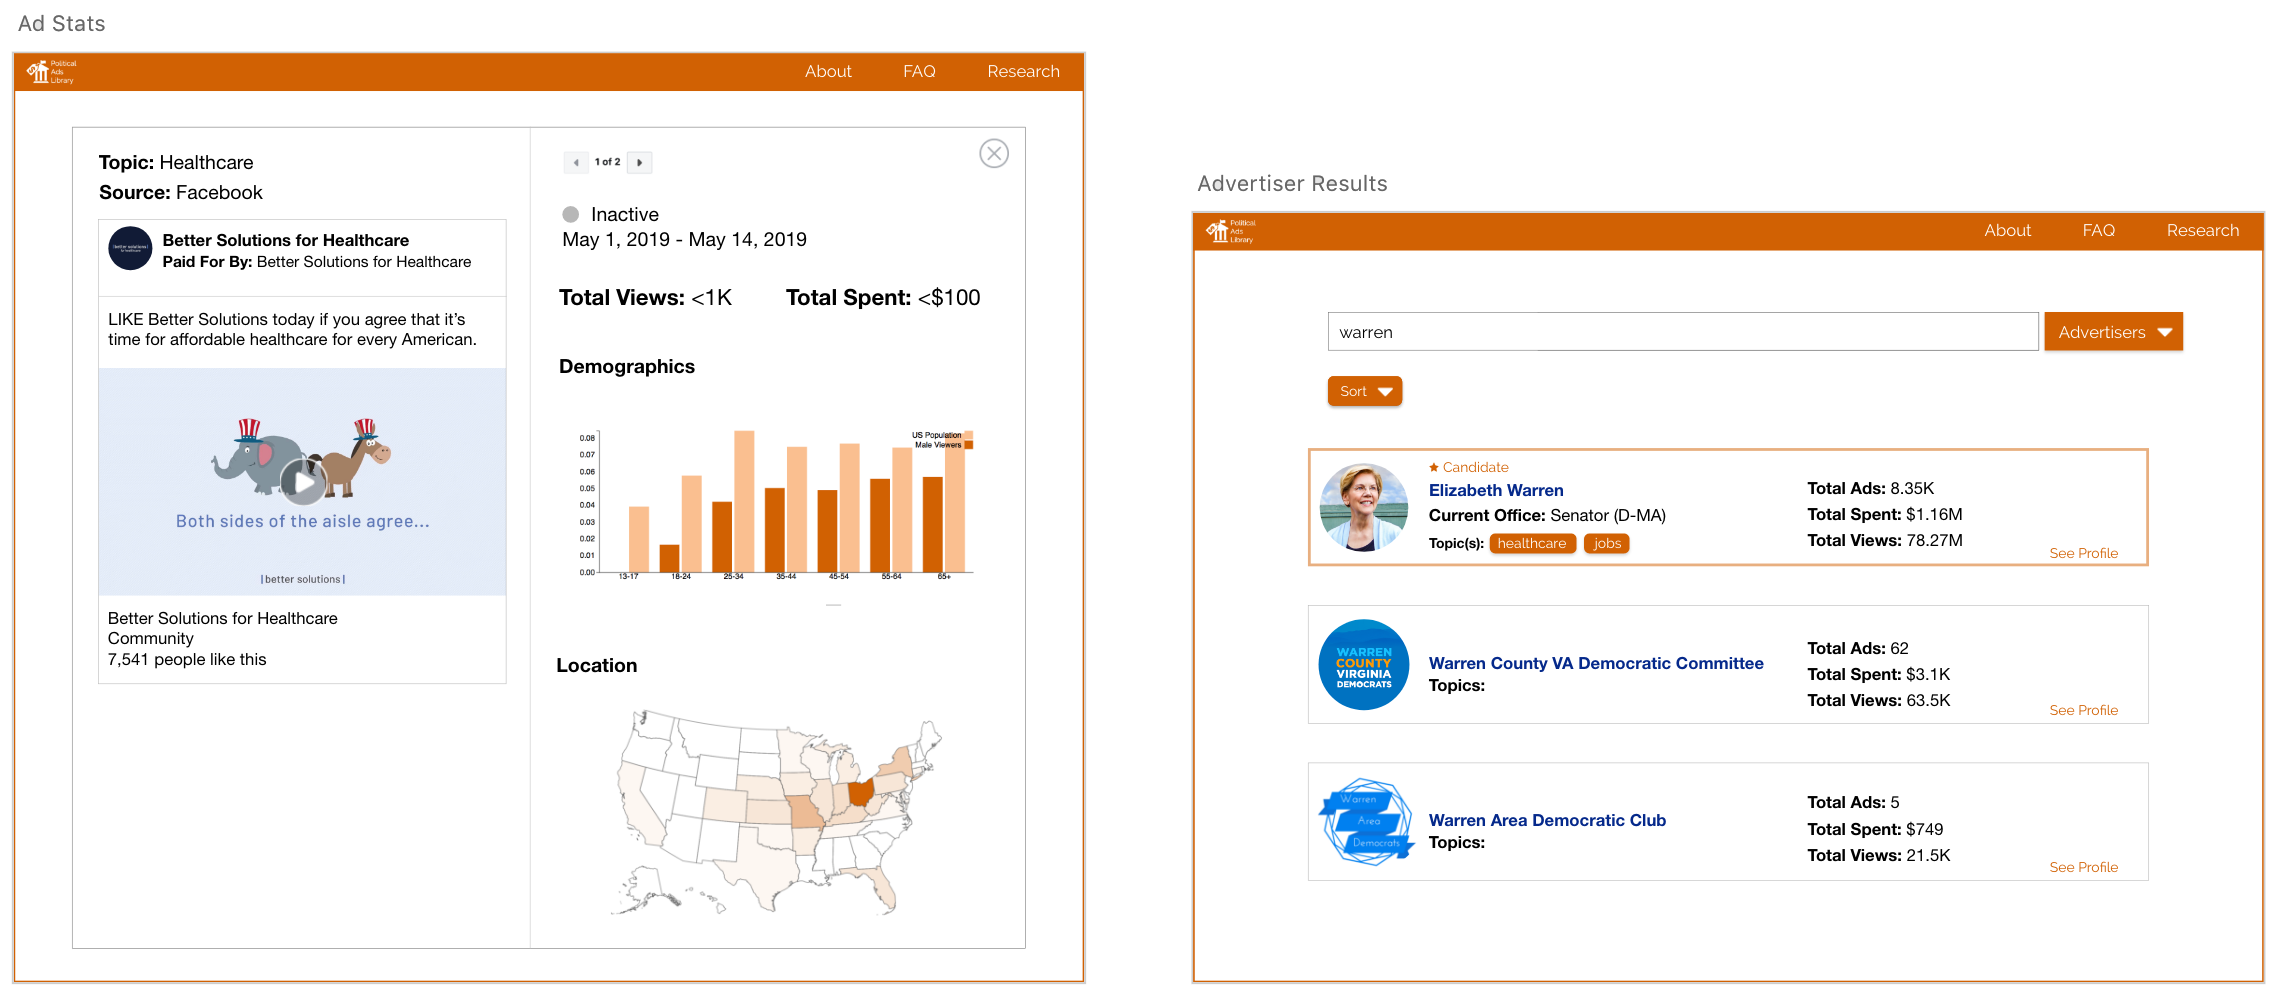 Ad Stats
Political
Ads
Library
About FAQ Research
Topic: Healthcare
Source: Facebook
better solutions
for healthcare
Better Solutions for Healthcare
Paid For By: Better Solutions for Healthcare
LIKE Better Solutions today if you agree that it's
time for affordable healthcare for every American.
Both sides of the aisle agree...
|better solutions|
Better Solutions for Healthcare
Community
7,541 people like this
1 of 2
Inactive
May 1, 2019 - May 14, 2019
Total Views: <1K Total Spent: <$100
Demographics
US Population
Male Viewers
0.08
0.07
0.06
0.05
0.04
0.03
0.02
0.01
0.00
13-17 18-24 25-34 35-44 45-54 55-64 65+
Location
Advertiser Results
Political
Ads
Library
About FAQ Research
warren
Advertisers
Sort
Candidate
Elizabeth Warren
Current Office: Senator (D-MA)
Topic(s): healthcare jobs
Total Ads: 8.35K
Total Spent: $1.16M
Total Views: 78.27M
See Profile
WARREN
COUNTY
VIRGINIA
DEMOCRATS
Warren County VA Democratic Committee
Topics:
Total Ads: 62
Total Spent: $3.1K
Total Views: 63.5K
See Profile
Warren
Area
Democrats
Warren Area Democratic Club
Topics:
Total Ads: 5
Total Spent: $749
Total Views: 21.5K
See Profile